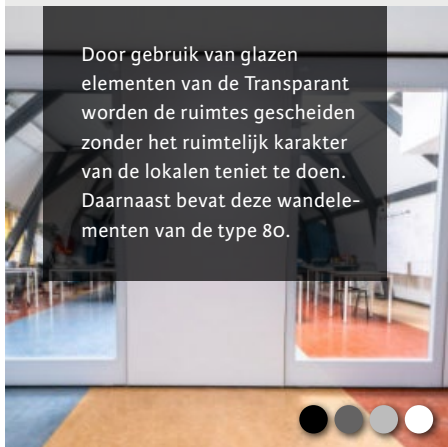 Door gebruik van glazen
elementen van de Transparant
worden de ruimtes gescheiden
zonder het ruimtelijk karakter
van de lokalen teniet te doen.
Daarnaast bevat deze wandele-
menten van de type 80.